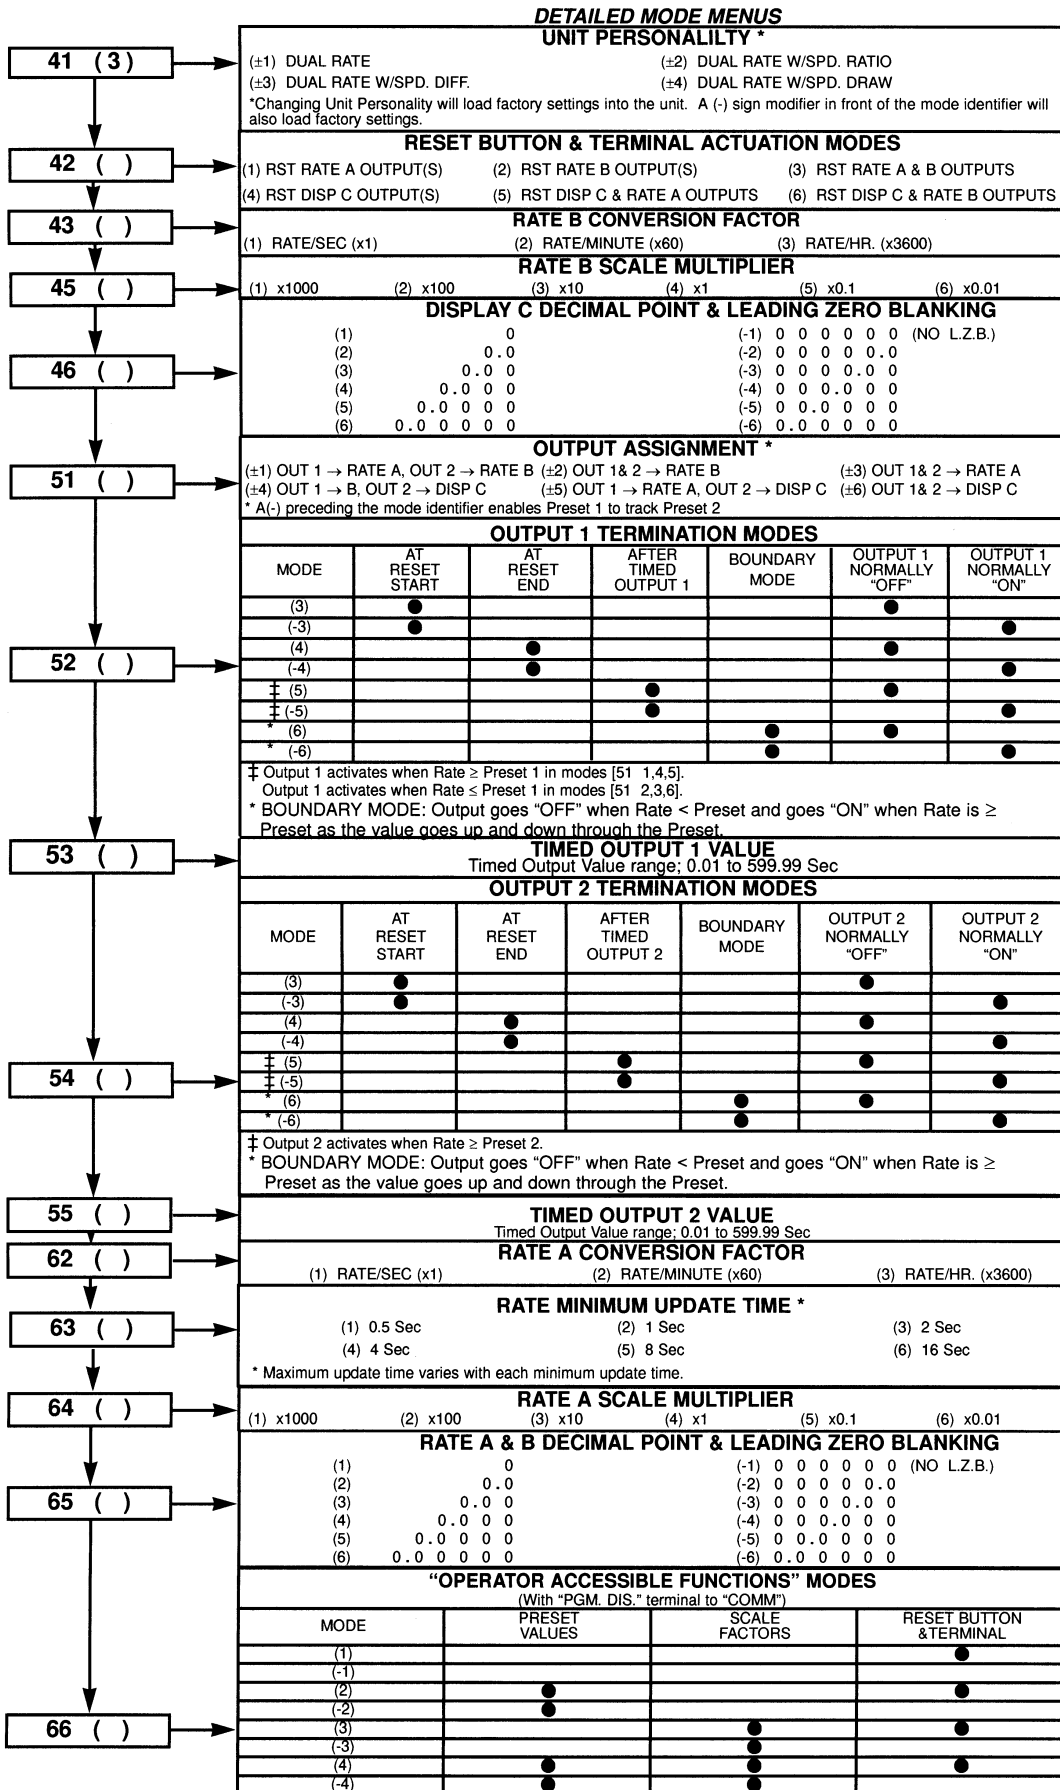 DETAILED MODE MENUS
41 (3)
UNIT PERSONALILTY *
(±1) DUAL RATE (±2) DUAL RATE W/SPD. RATIO
(±3) DUAL RATE W/SPD. DIFF. (±4) DUAL RATE W/SPD. DRAW
*Changing Unit Personality will load factory settings into the unit. A (-) sign modifier in front of the mode identifier will
also load factory settings.
42 ( )
RESET BUTTON & TERMINAL ACTUATION MODES
(1) RST RATE A OUTPUT(S) (2) RST RATE B OUTPUT(S) (3) RST RATE A & B OUTPUTS
(4) RST DISP C OUTPUT(S) (5) RST DISP C & RATE A OUTPUTS (6) RST DISP C & RATE B OUTPUTS
43 ( )
RATE B CONVERSION FACTOR
(1) RATE/SEC (x1) (2) RATE/MINUTE (x60) (3) RATE/HR. (x3600)
45 ( )
RATE B SCALE MULTIPLIER
(1) x1000 (2) x100 (3) x10 (4) x1 (5) x0.1 (6) x0.01
46 ( )
DISPLAY C DECIMAL POINT & LEADING ZERO BLANKING
(1) 0 (-1) 0 0 0 0 0 0 (NO L.Z.B.)
(2) 0.0 (-2) 0 0 0 0 0.0
(3) 0.0 0 (-3) 0 0 0 0.0 0
(4) 0.0 0 0 (-4) 0 0 0.0 0 0
(5) 0.0 0 0 0 (-5) 0 0.0 0 0 0
(6) 0.0 0 0 0 0 (-6) 0.0 0 0 0 0
51 ( )
OUTPUT ASSIGNMENT *
(±1) OUT 1 → RATE A, OUT 2 → RATE B (±2) OUT 1& 2 → RATE B (±3) OUT 1& 2 → RATE A
(±4) OUT 1 → B, OUT 2 → DISP C (±5) OUT 1 → RATE A, OUT 2 → DISP C (±6) OUT 1& 2 → DISP C
* A(-) preceding the mode identifier enables Preset 1 to track Preset 2
52 ( )
OUTPUT 1 TERMINATION MODES
MODE AT RESET START AT RESET END AFTER TIMED OUTPUT 1 BOUNDARY MODE OUTPUT 1 NORMALLY "OFF" OUTPUT 1 NORMALLY "ON"
(3) ● ●
(-3) ● ●
(4) ● ●
(-4) ● ●
‡ (5) ● ●
‡ (-5) ● ●
* (6) ● ●
* (-6) ● ●
‡ Output 1 activates when Rate ≥ Preset 1 in modes [51 1,4,5].
Output 1 activates when Rate ≤ Preset 1 in modes [51 2,3,6].
* BOUNDARY MODE: Output goes "OFF" when Rate < Preset and goes "ON" when Rate is ≥
Preset as the value goes up and down through the Preset.
53 ( )
TIMED OUTPUT 1 VALUE
Timed Output Value range; 0.01 to 599.99 Sec
54 ( )
OUTPUT 2 TERMINATION MODES
MODE AT RESET START AT RESET END AFTER TIMED OUTPUT 2 BOUNDARY MODE OUTPUT 2 NORMALLY "OFF" OUTPUT 2 NORMALLY "ON"
(3) ● ●
(-3) ● ●
(4) ● ●
(-4) ● ●
‡ (5) ● ●
‡ (-5) ● ●
* (6) ● ●
* (-6) ● ●
‡ Output 2 activates when Rate ≥ Preset 2.
* BOUNDARY MODE: Output goes "OFF" when Rate < Preset and goes "ON" when Rate is ≥
Preset as the value goes up and down through the Preset.
55 ( )
TIMED OUTPUT 2 VALUE
Timed Output Value range; 0.01 to 599.99 Sec
62 ( )
RATE A CONVERSION FACTOR
(1) RATE/SEC (x1) (2) RATE/MINUTE (x60) (3) RATE/HR. (x3600)
63 ( )
RATE MINIMUM UPDATE TIME *
(1) 0.5 Sec (2) 1 Sec (3) 2 Sec
(4) 4 Sec (5) 8 Sec (6) 16 Sec
* Maximum update time varies with each minimum update time.
64 ( )
RATE A SCALE MULTIPLIER
(1) x1000 (2) x100 (3) x10 (4) x1 (5) x0.1 (6) x0.01
65 ( )
RATE A & B DECIMAL POINT & LEADING ZERO BLANKING
(1) 0 (-1) 0 0 0 0 0 0 (NO L.Z.B.)
(2) 0.0 (-2) 0 0 0 0 0.0
(3) 0.0 0 (-3) 0 0 0 0.0 0
(4) 0.0 0 0 (-4) 0 0 0.0 0 0
(5) 0.0 0 0 0 (-5) 0 0.0 0 0 0
(6) 0.0 0 0 0 0 (-6) 0.0 0 0 0 0
66 ( )
"OPERATOR ACCESSIBLE FUNCTIONS" MODES
(With "PGM. DIS." terminal to "COMM")
MODE PRESET VALUES SCALE FACTORS RESET BUTTON &TERMINAL
(1) ●
(-1)
(2) ● ●
(-2) ●
(3) ● ●
(-3) ●
(4) ● ● ●
(-4) ● ●